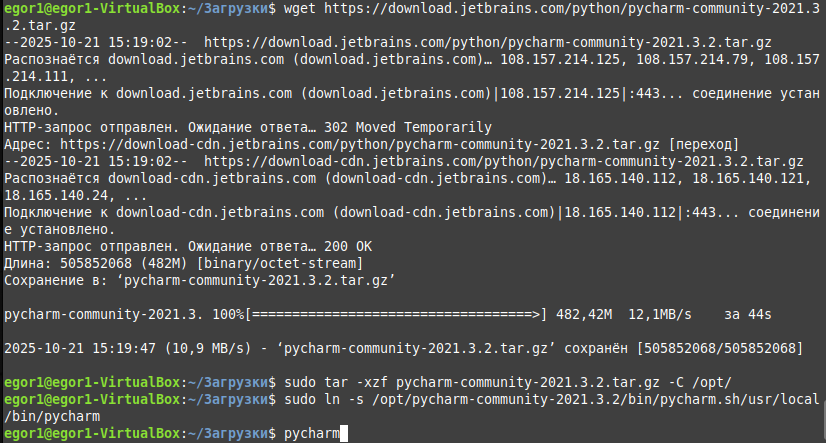 egor1@egor1-VirtualBox:~/Загрузки$ wget https://download.jetbrains.com/python/pycharm-community-2021.3
.2.tar.gz
--2025-10-21 15:19:02--  https://download.jetbrains.com/python/pycharm-community-2021.3.2.tar.gz
Распознаётся download.jetbrains.com (download.jetbrains.com)… 108.157.214.125, 108.157.214.79, 108.157
.214.111, ...
Подключение к download.jetbrains.com (download.jetbrains.com)|108.157.214.125|:443... соединение устан
овлено.
HTTP-запрос отправлен. Ожидание ответа… 302 Moved Temporarily
Адрес: https://download-cdn.jetbrains.com/python/pycharm-community-2021.3.2.tar.gz [переход]
--2025-10-21 15:19:02--  https://download-cdn.jetbrains.com/python/pycharm-community-2021.3.2.tar.gz
Распознаётся download-cdn.jetbrains.com (download-cdn.jetbrains.com)… 18.165.140.112, 18.165.140.121,
18.165.140.24, ...
Подключение к download-cdn.jetbrains.com (download-cdn.jetbrains.com)|18.165.140.112|:443... соединени
е установлено.
HTTP-запрос отправлен. Ожидание ответа… 200 OK
Длина: 505852068 (482M) [binary/octet-stream]
Сохранение в: ‘pycharm-community-2021.3.2.tar.gz’
pycharm-community-2021.3. 100%[===================================>] 482,42M  12,1MB/s    за 44s
2025-10-21 15:19:47 (10,9 MB/s) - ‘pycharm-community-2021.3.2.tar.gz’ сохранён [505852068/505852068]
egor1@egor1-VirtualBox:~/Загрузки$ sudo tar -xzf pycharm-community-2021.3.2.tar.gz -C /opt/
egor1@egor1-VirtualBox:~/Загрузки$ sudo ln -s /opt/pycharm-community-2021.3.2/bin/pycharm.sh/usr/local
/bin/pycharm
egor1@egor1-VirtualBox:~/Загрузки$ pycharm